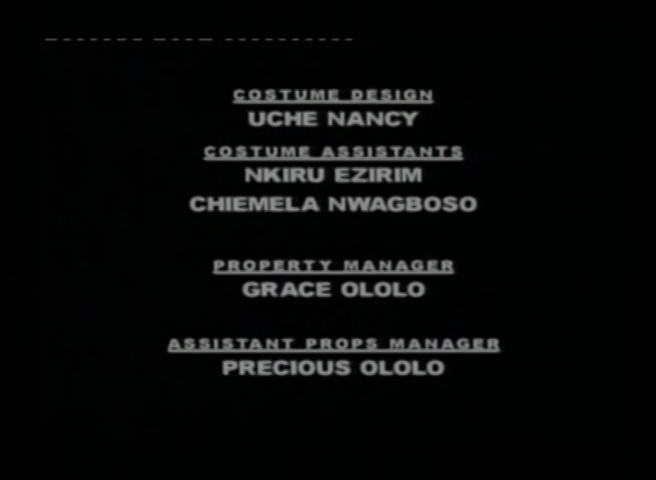 COSTUME DESIGN
UCHE NANCY
COSTUME ASSISTANTS
NKIRU EZIRIM
CHIEMELA NWAGBOSO
PROPERTY MANAGER
GRACE OLOLO
ASSISTANT PROPS MANAGER
PRECIOUS OLOLO